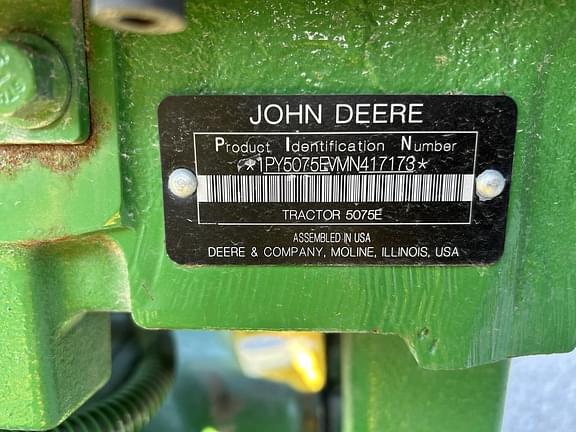 JOHN DEERE
Product Identification Number
*1PY5075EVMN417173*
TRACTOR 5075E
ASSEMBLED IN USA
DEERE & COMPANY, MOLINE, ILLINOIS, USA